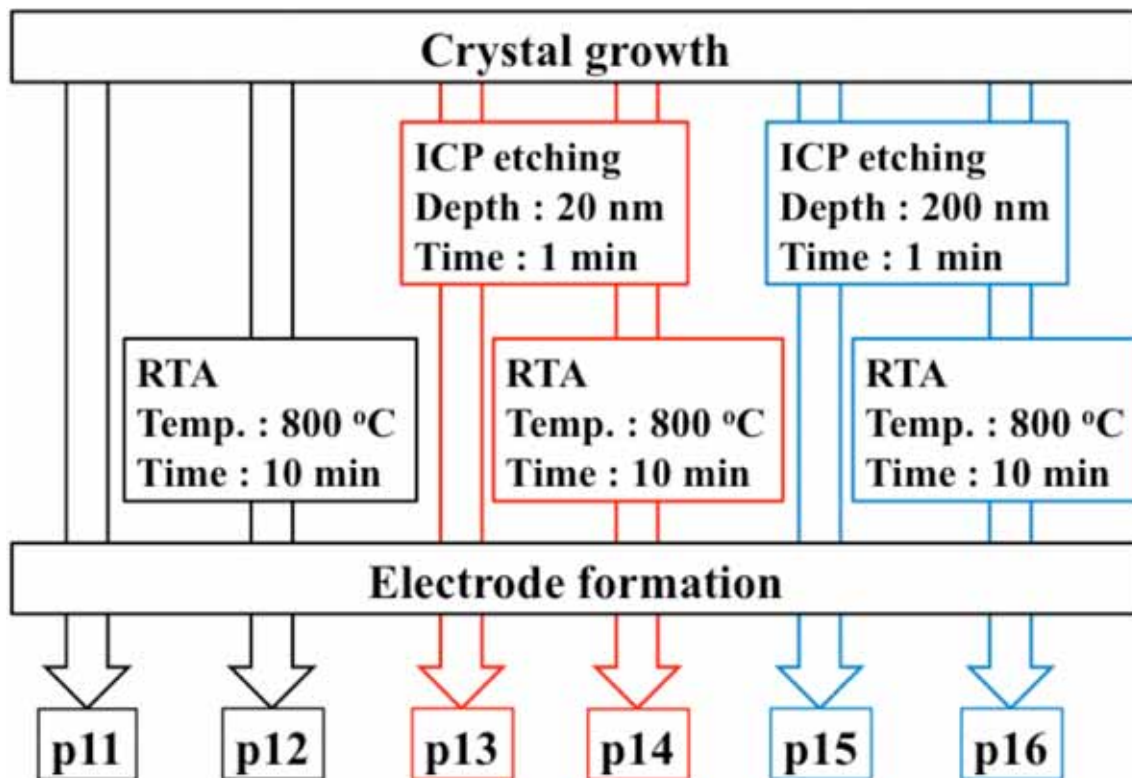 Crystal growth
ICP etching
Depth : 20 nm
Time : 1 min
ICP etching
Depth : 200 nm
Time : 1 min
RTA
Temp. : 800 °C
Time : 10 min
RTA
Temp. : 800 °C
Time : 10 min
RTA
Temp. : 800 °C
Time : 10 min
Electrode formation
p11
p12
p13
p14
p15
p16